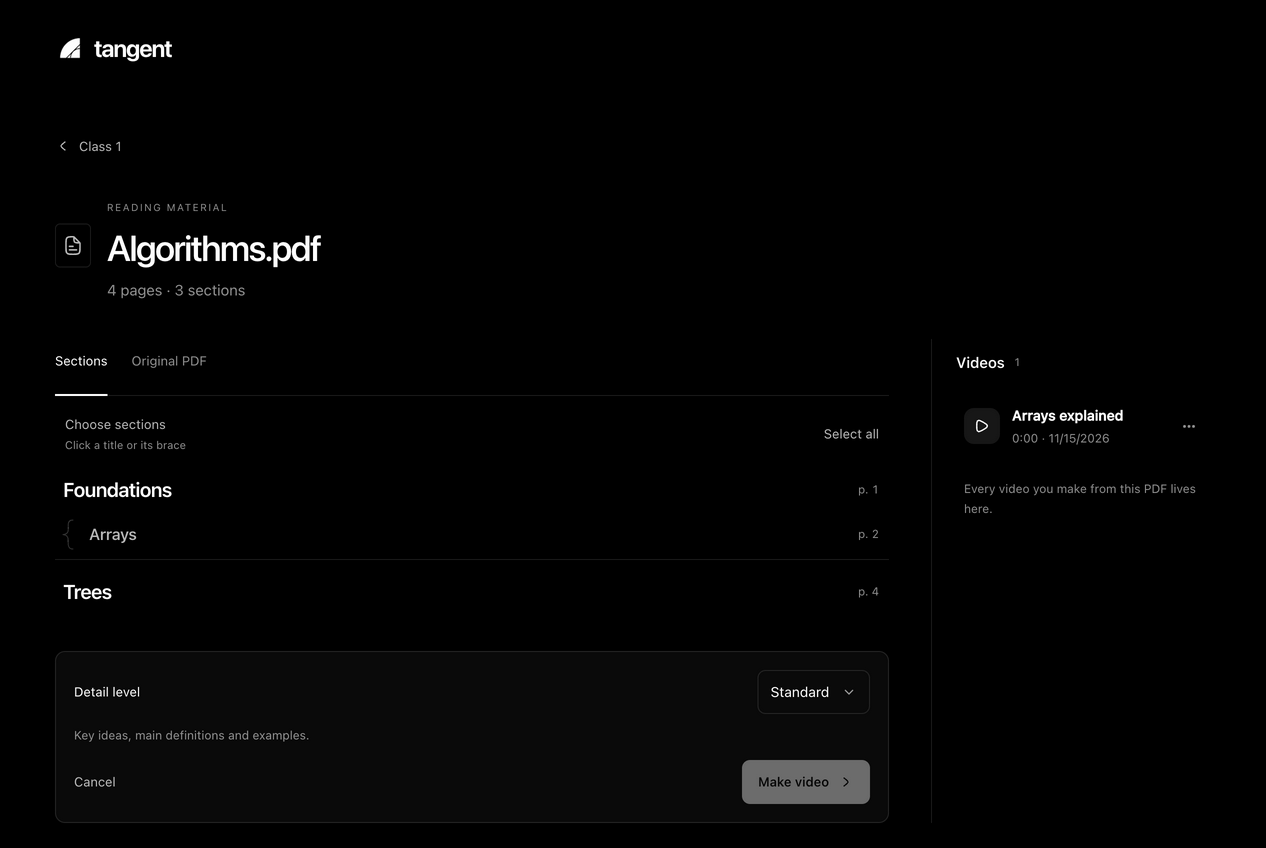 tangent
Class 1
READING MATERIAL
Algorithms.pdf
4 pages · 3 sections
Sections
Original PDF
Choose sections
Click a title or its brace
Select all
Foundations
p. 1
Arrays
p. 2
Trees
p. 4
Detail level
Standard
Key ideas, main definitions and examples.
Cancel
Make video
Videos 1
Arrays explained
0:00 · 11/15/2026
Every video you make from this PDF lives
here.